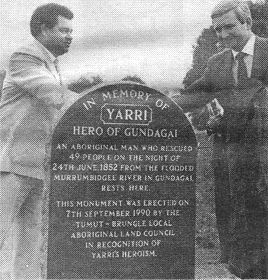 IN MEMORY OF
YARRI
HERO OF GUNDAGAI
AN ABORIGINAL MAN WHO RESCUED
49 PEOPLE ON THE NIGHT OF
24TH JUNE 1852 FROM THE FLOODED
MURRUMBIDGEE RIVER IN GUNDAGAI,
RESTS HERE.
THIS MONUMENT WAS ERECTED ON
7TH SEPTEMBER 1990 BY THE
TUMUT - BRUNGLE LOCAL
ABORIGINAL LAND COUNCIL
IN RECOGNITION OF
YARRI'S HEROISM.